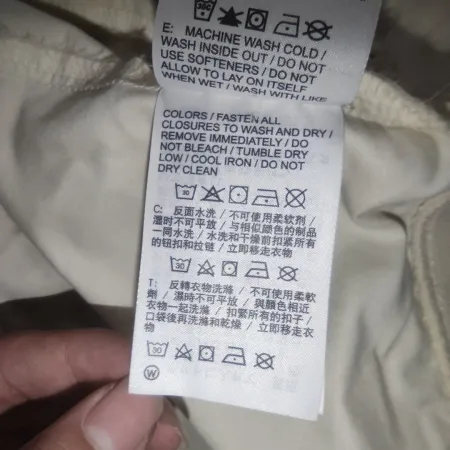 30C
E: MACHINE WASH COLD /
WASH INSIDE OUT / DO NOT
USE SOFTENERS / DO NOT
ALLOW TO LAY ON ITSELF
WHEN WET / WASH WITH LIKE
COLORS / FASTEN ALL
CLOSURES TO WASH AND DRY /
REMOVE IMMEDIATELY / DO
NOT BLEACH / TUMBLE DRY
LOW / COOL IRON / DO NOT
DRY CLEAN
30
C: 反面水洗 / 不可使用柔软剂 /
湿时不可平放 / 与相似颜色的制品
一同水洗 / 水洗和干燥前扣紧所有
的钮扣和拉链 / 立即移走衣物
30
T: 反轉衣物洗滌 / 不可使用柔軟
劑 / 濕時不可平放 / 與顏色相近
衣物一起洗滌 / 扣緊所有的扣子 /
口袋後再洗滌和乾燥 / 立即移走衣
物
30
W